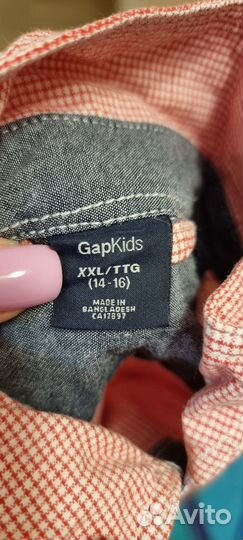 GapKids
XXL/TTG
(14-16)
MADE IN
BANGLADESH
CA17897
Avito